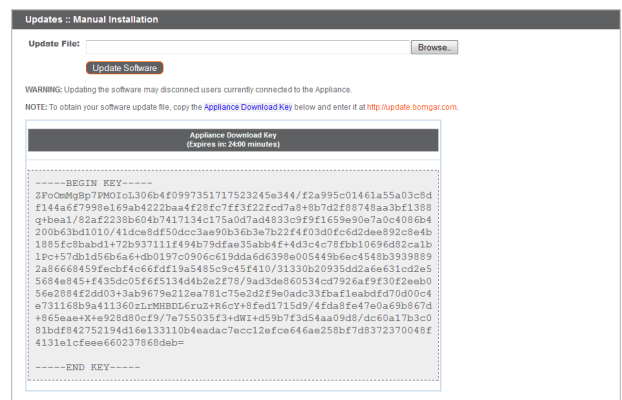 Updates :: Manual Installation
Update File:
Browse..
Update Software
WARNING: Updating the software may disconnect users currently connected to the Appliance.
NOTE: To obtain your software update file, copy the Appliance Download Key below and enter it at http://update.bomgar.com.
Appliance Download Key
(Expires in: 24:00 minutes)
-----BEGIN KEY-----
ZFoOmMgBp7PMOIoL306b4f0997351717523245e344/f2a995c01461a55a03c8d
f144a6f7998e169ab4222baa4f28fc7ff3f22fcd7a8+8b7d2f88748aa3bf1388
q+bea1/82af2238b604b7417134c175a0d7ad4833c9f9f1659e90e7a0c4086b4
200b63bd1010/41dce8df50dcc3ae90b36b3e7b22f4f03d0fc6d2dee892c8e4b
1885fc8babd1+72b937111f494b79dfae35abb4f+4d3c4c78fbb10696d82ca1b
1Pc+57db1d56b6a6+db0197c0906c619dda6d6398e005449b6ec4548b3939889
2a86668459fecbf4c66fdf19a5485c9c45f410/31330b20935dd2a6e631cd2e5
5684e845+f435dc05f6f5134d4b2e2f78/9ad3de860534cd7926af9f30f2eeb0
56e2884f2dd03+3ab9679e212ea781c75e2d2f9e0adc33fbaf1eabdfd70d00c4
e731168b9a411360zLrMHBDL6ruZ+R6cY+8fed1715d9/4fda8fe47e0a69b867d
+865eae+X+e928d80cf9/7e755035f3+dWI+d59b7f3d54aa09d8/dc60a17b3c0
81bdf842752194d16e133110b4eadac7ecc12efce646ae258bf7d8372370048f
4131e1cfeee660237868deb=
-----END KEY-----